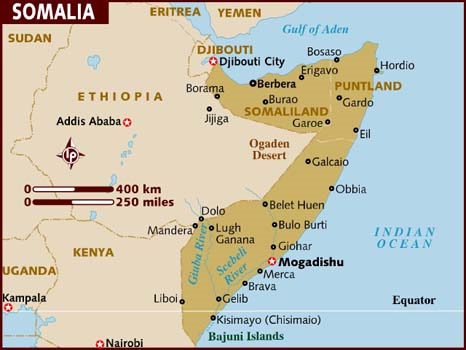 SOMALIA
ERITREA
YEMEN
SUDAN
Gulf of Aden
DJIBOUTI
Djibouti City
Bosaso
Hordio
Erigavo
Berbera
PUNTLAND
ETHIOPIA
Borama
Burao
Gardo
SOMALILAND
Jijiga
Garoe
Addis Ababa
Eil
Ogaden
Desert
Galcaio
LP
400 km
Obbia
250 miles
Belet Huen
Dolo
Mandera
Lugh
Ganana
Bulo Burti
INDIAN
OCEAN
KENYA
Giuba River
Scebeli
River
Giohar
Mogadishu
UGANDA
Merca
Brava
Kampala
Liboi
Gelib
Equator
Kisimayo (Chisimaio)
Nairobi
Bajuni Islands